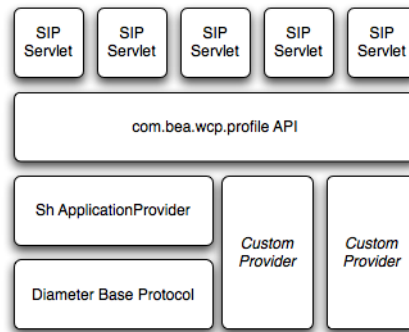 SIP
Servlet
SIP
Servlet
SIP
Servlet
SIP
Servlet
SIP
Servlet
com.bea.wcp.profile API
Sh ApplicationProvider
Diameter Base Protocol
Custom
Provider
Custom
Provider